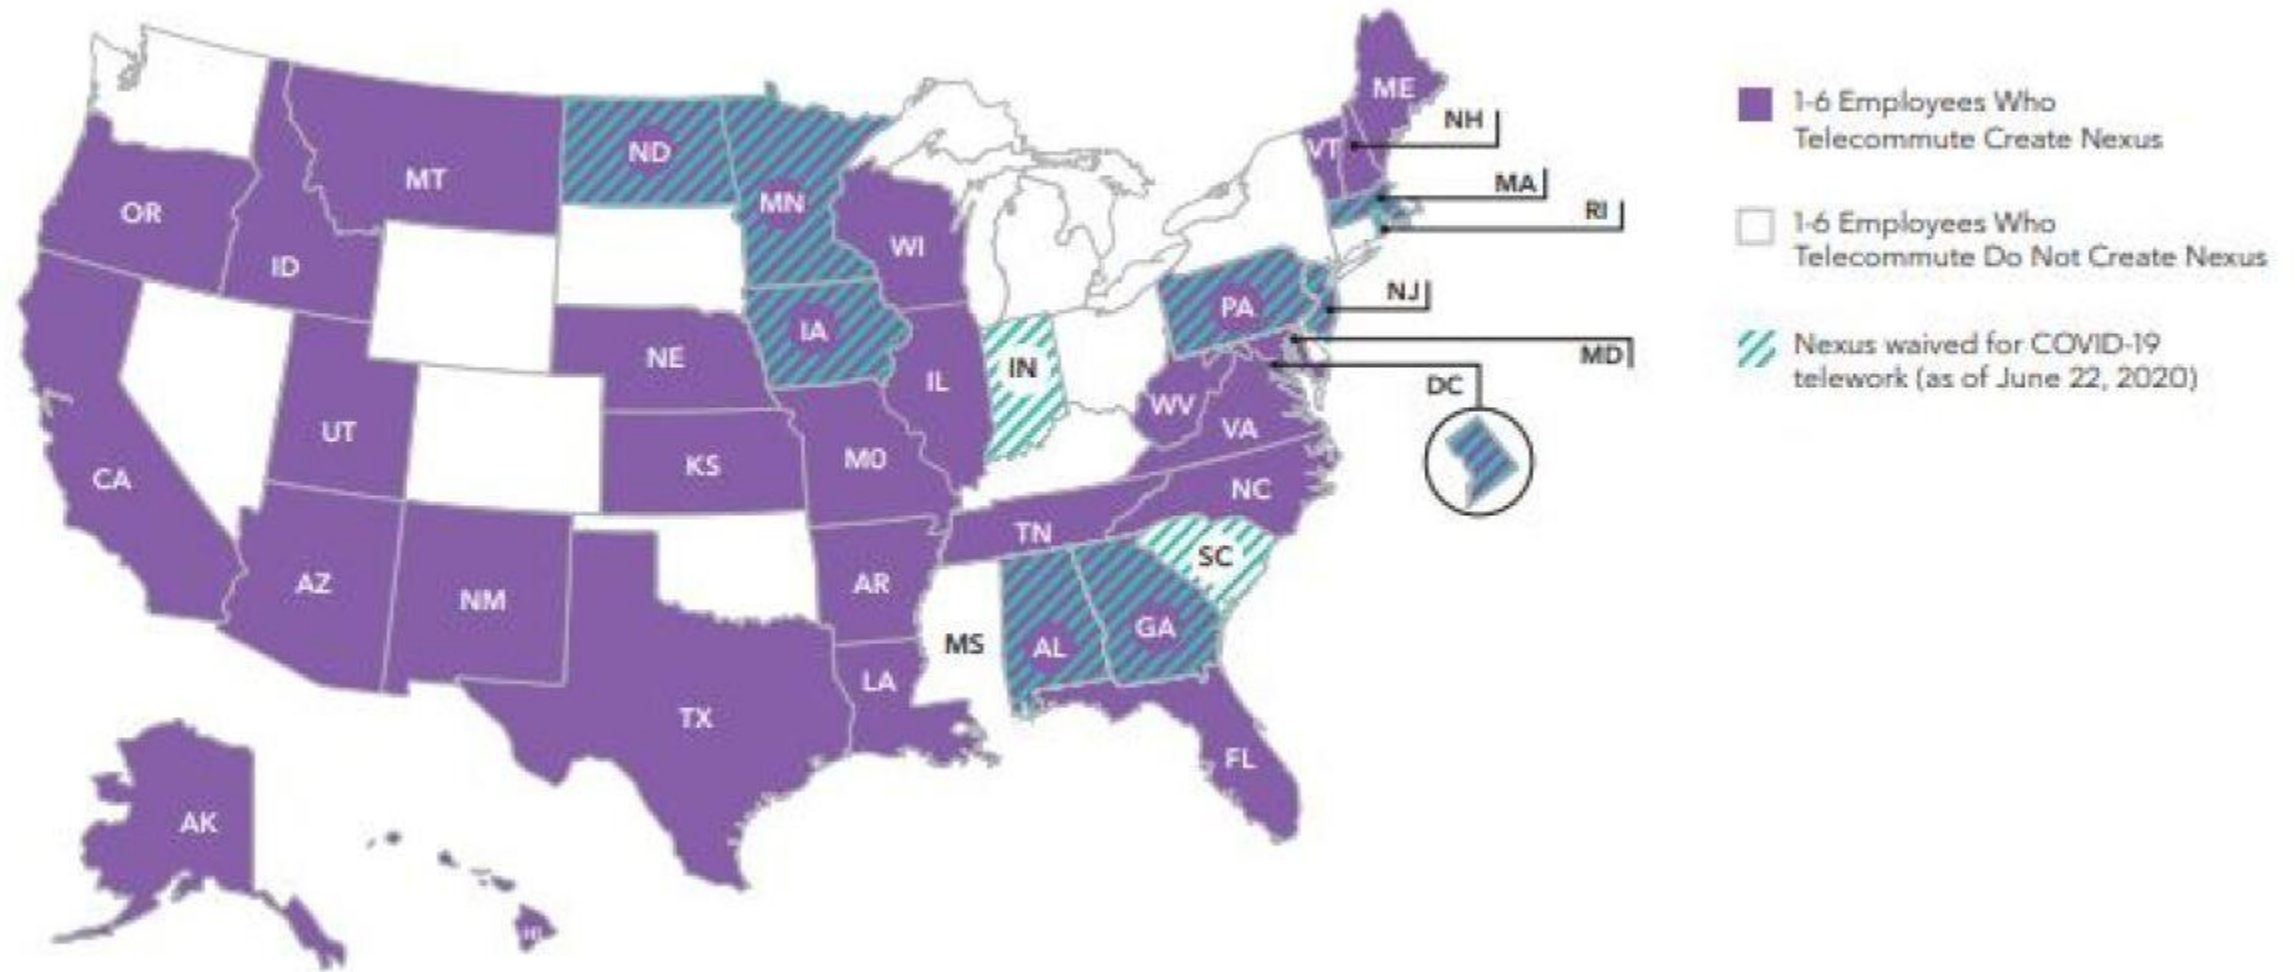 ME
NH
1-6 Employees Who
Telecommute Create Nexus
VT
ND
MT
MA
MN
OR
RI
1-6 Employees Who
Telecommute Do Not Create Nexus
WI
ID
NJ
PA
IA
Nexus waived for COVID-19
telework (as of June 22, 2020)
NE
MD
IN
IL
DC
WV
UT
VA
MO
KS
CA
NC
TN
SC
AZ
AR
NM
GA
MS
AL
LA
TX
FL
AK
HI